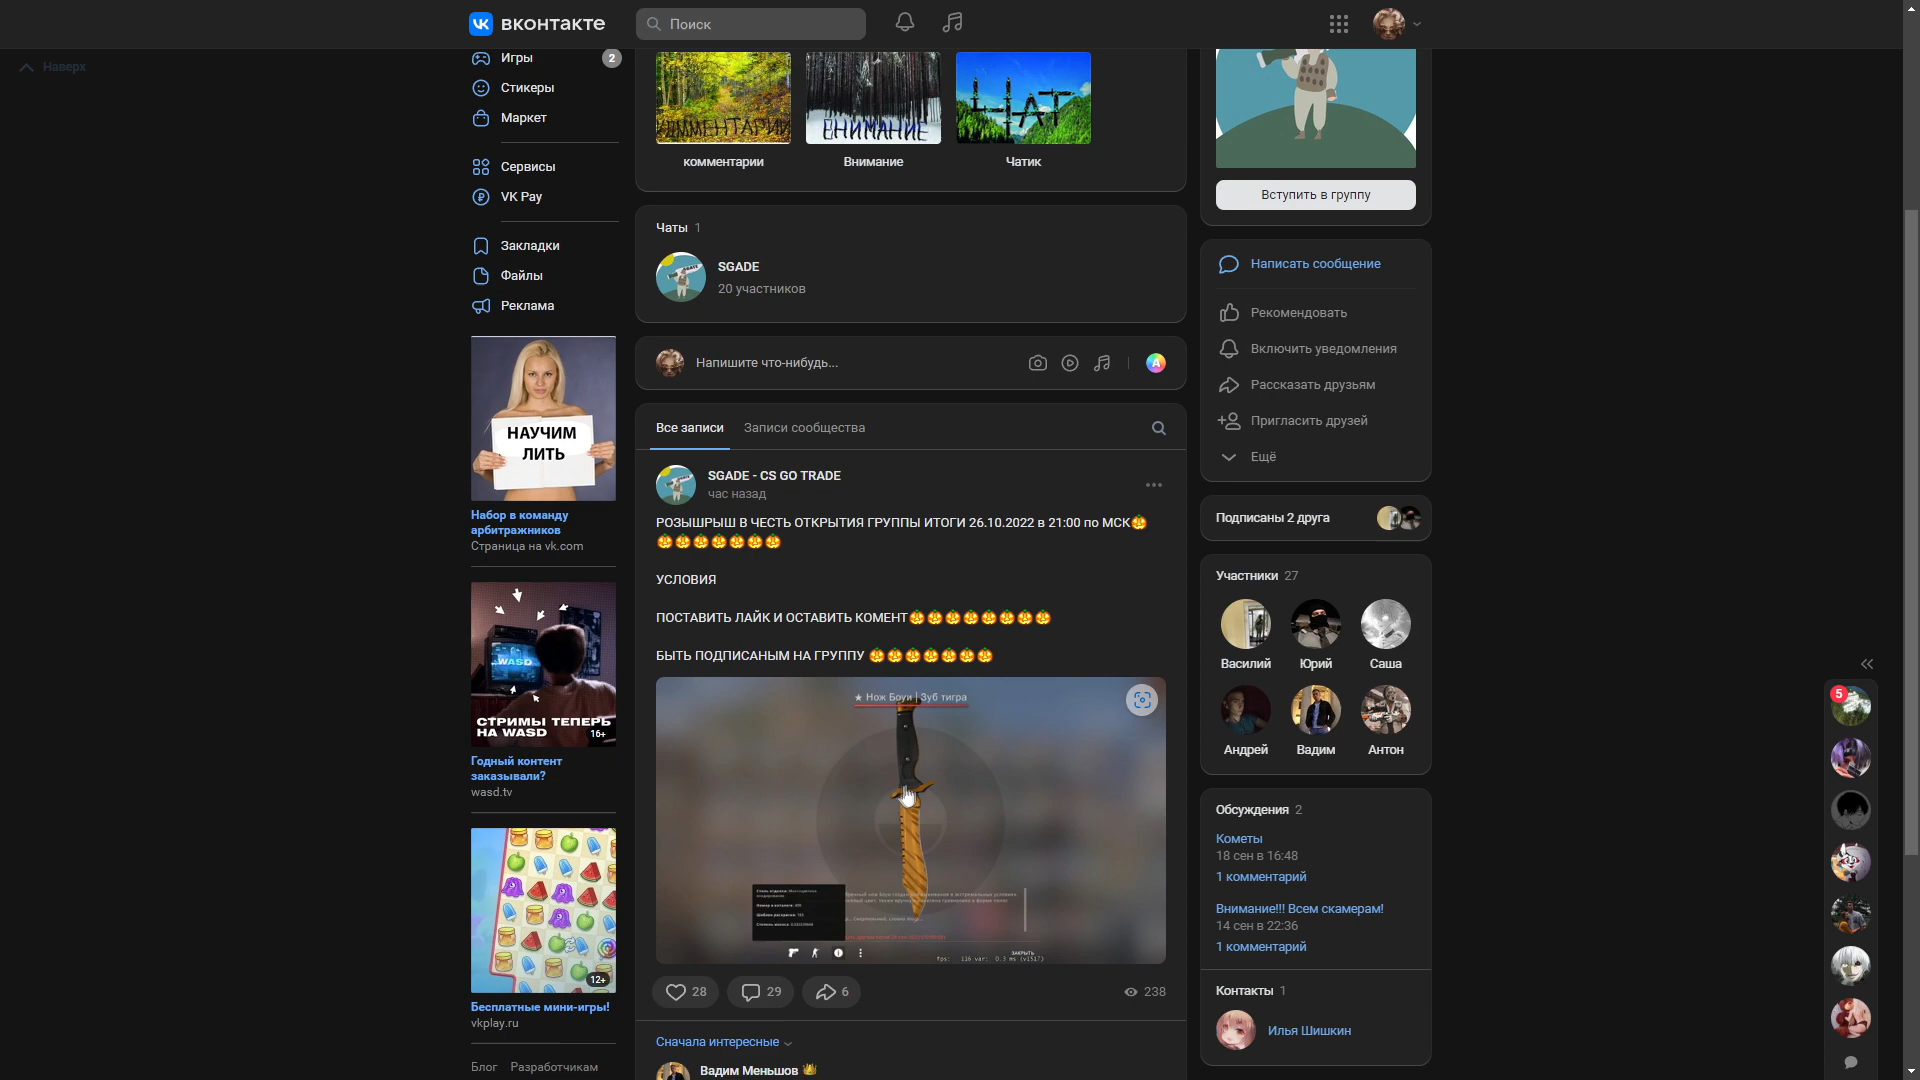 вконтакте
Поиск
Наверх
Игры
2
Стикеры
Маркет
Сервисы
VK Pay
Закладки
Файлы
Реклама
НАУЧИМ
ЛИТЬ
Набор в команду
арбитражников
Страница на vk.com
WASD
СТРИМЫ ТЕПЕРЬ
НА WASD
16+
Годный контент
заказывали?
wasd.tv
12+
Бесплатные мини-игры!
vkplay.ru
Блог Разработчикам
КОММЕНТАРИИ
ВНИМАНИЕ
ЧАТ
комментарии
Внимание
Чатик
Чаты 1
SGADE
20 участников
Напишите что-нибудь...
Все записи
Записи сообщества
SGADE - CS GO TRADE
час назад
РОЗЫШРЫШ В ЧЕСТЬ ОТКРЫТИЯ ГРУППЫ ИТОГИ 26.10.2022 в 21:00 по МСК🎃
🎃🎃🎃🎃🎃🎃🎃
УСЛОВИЯ
ПОСТАВИТЬ ЛАЙК И ОСТАВИТЬ КОМЕНТ🎃🎃🎃🎃🎃🎃🎃🎃
БЫТЬ ПОДПИСАНЫМ НА ГРУППУ 🎃🎃🎃🎃🎃🎃🎃
★ Нож Боуи | Зуб тигра
ЗАКРЫТЬ
28
29
6
238
Сначала интересные
Вадим Меньшов
Вступить в группу
Написать сообщение
Рекомендовать
Включить уведомления
Рассказать друзьям
Пригласить друзей
Ещё
Подписаны 2 друга
Участники 27
Василий
Юрий
Саша
Андрей
Вадим
Антон
Обсуждения 2
Кометы
18 сен в 16:48
1 комментарий
Внимание!!! Всем скамерам!
14 сен в 22:36
1 комментарий
Контакты 1
Илья Шишкин
5